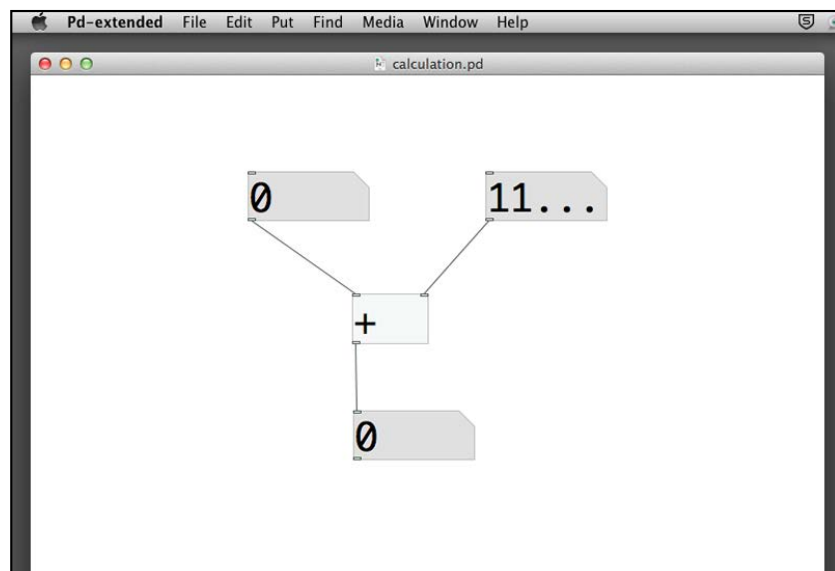 Pd-extended File Edit Put Find Media Window Help
calculation.pd
0 11...
+
0